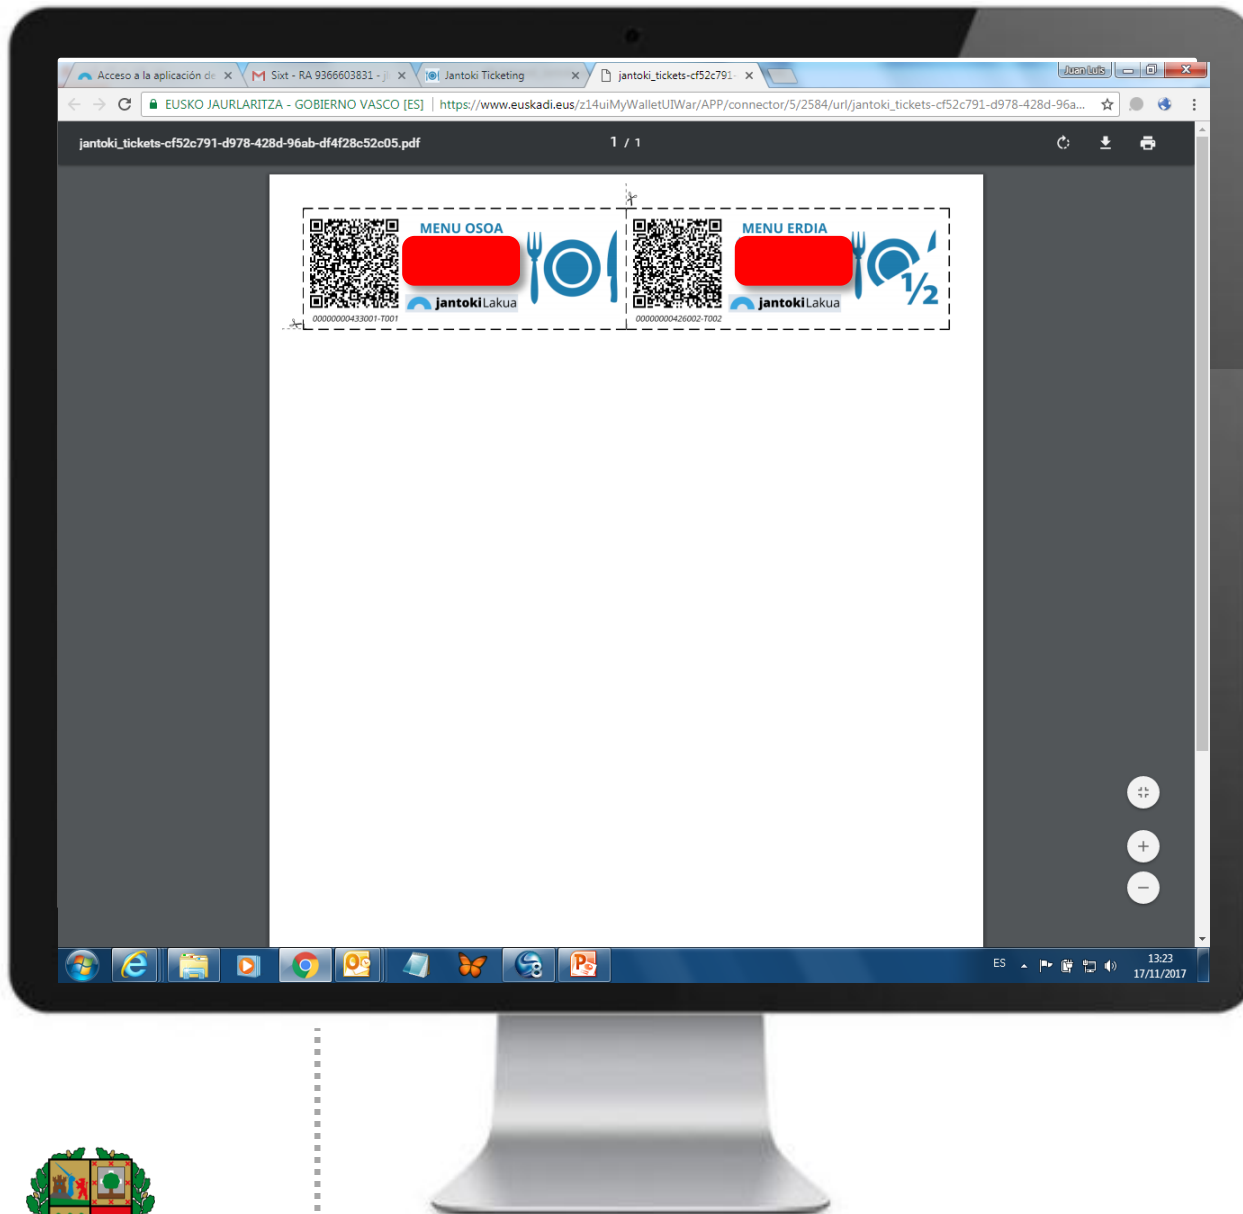 Acceso a la aplicación de
Sixt - RA 9366603831 - j
Jantoki Ticketing
jantoki_tickets-cf52c791-
Juan Luis
EUSKO JAURLARITZA - GOBIERNO VASCO [ES] | https://www.euskadi.eus/z14uiMyWalletUIWar/APP/connector/5/2584/url/jantoki_tickets-cf52c791-d978-428d-96a...
jantoki_tickets-cf52c791-d978-428d-96ab-df4f28c52c05.pdf
1 / 1
MENU OSOA
jantokiLakua
00000000433001-T001
MENU ERDIA
1/2
jantokiLakua
00000000426002-T002
ES
13:23
17/11/2017